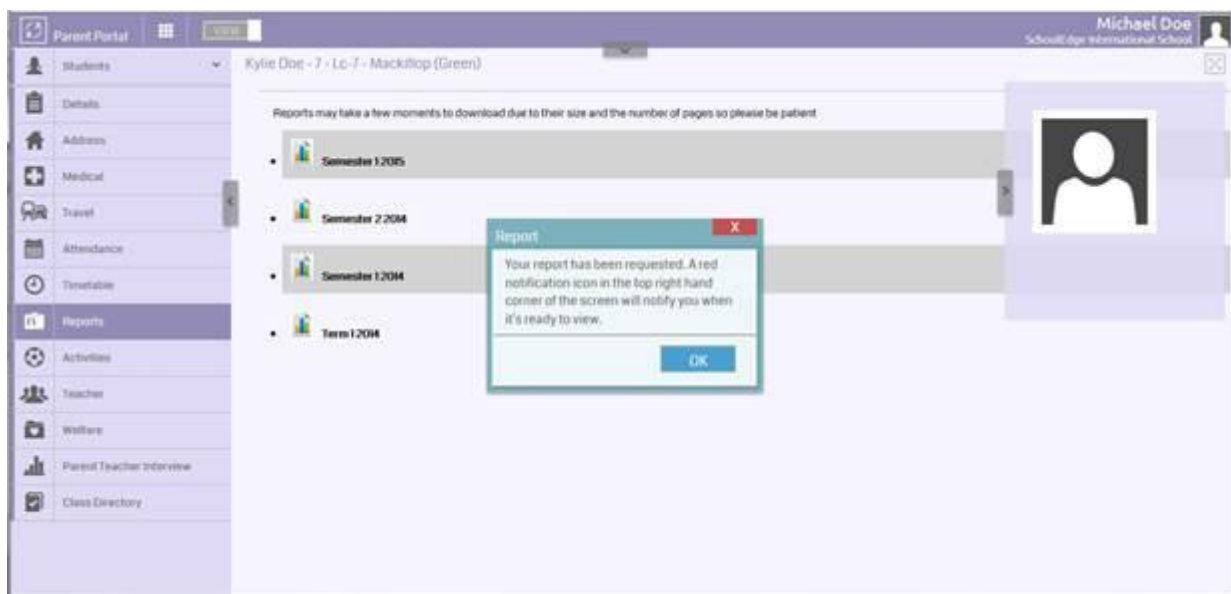 Parent Portal
VIEW
Michael Doe
SchoolEdge International School
Students
Kylie Doe - 7 - Lc-7 - Mackillop (Green)
Details
Reports may take a few moments to download due to their size and the number of pages so please be patient
Address
Semester 1 2015
Medical
Travel
Semester 2 2014
Attendance
Semester 1 2014
Timetable
Reports
Term 1 2014
Activities
Teacher
Welfare
Parent Teacher Interview
Class Directory
Report
X
Your report has been requested. A red
notification icon in the top right hand
corner of the screen will notify you when
it's ready to view.
OK